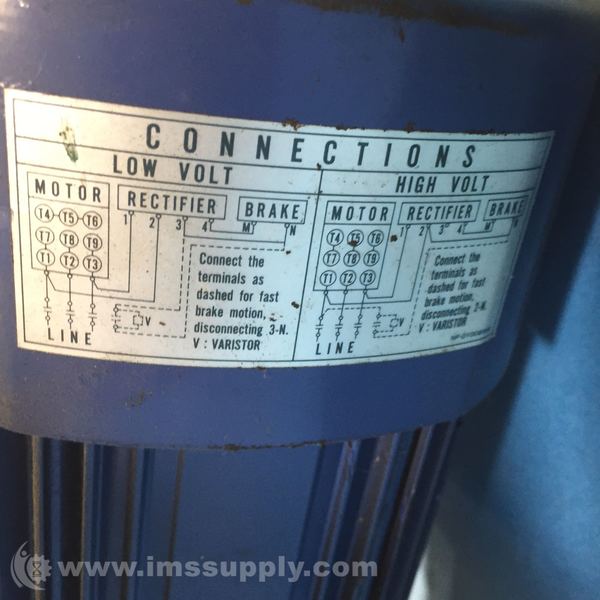 CONNECTIONS
LOW VOLT
MOTOR RECTIFIER BRAKE
T4 T5 T6
1 2 3 4 M N
T7 T8 T9
T1 T2 T3
Connect the
terminals as
dashed for fast
brake motion,
disconnecting 3-N.
V : VARISTOR
V
LINE
HIGH VOLT
MOTOR RECTIFIER BRAKE
T4 T5 T6
1 2 3 4 M N
T7 T8 T9
T1 T2 T3
Connect the
terminals as
dashed for fast
brake motion,
disconnecting 2-N.
V : VARISTOR
V
LINE
www.imssupply.com